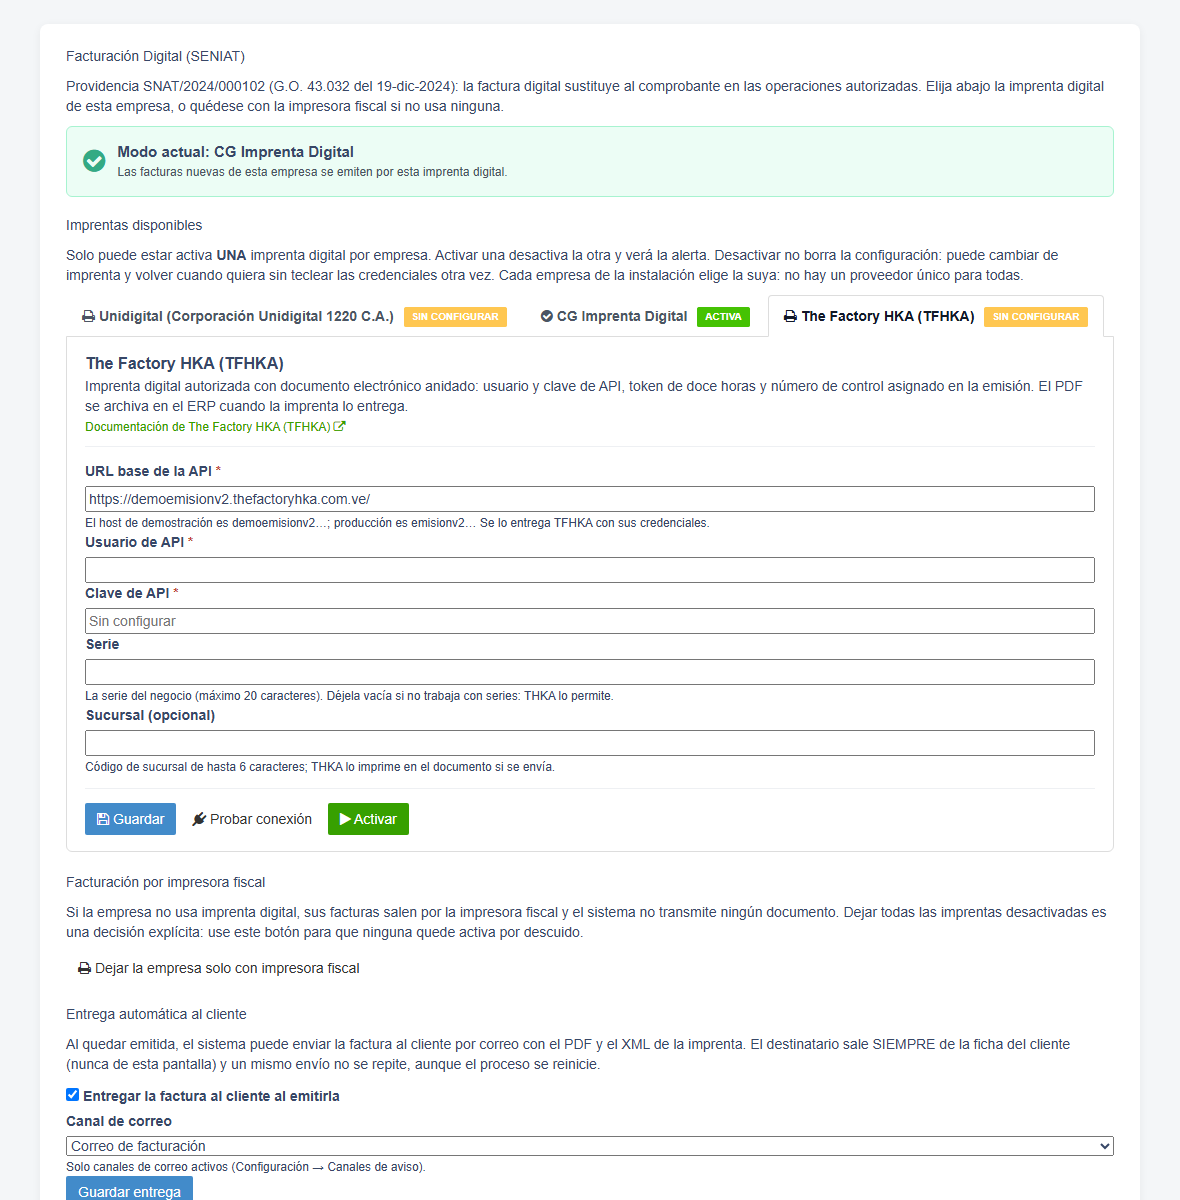 Facturación Digital (SENIAT)
Providencia SNAT/2024/000102 (G.O. 43.032 del 19-dic-2024): la factura digital sustituye al comprobante en las operaciones autorizadas. Elija abajo la imprenta digital
de esta empresa, o quédese con la impresora fiscal si no usa ninguna.
Modo actual: CG Imprenta Digital
Las facturas nuevas de esta empresa se emiten por esta imprenta digital.
Imprentas disponibles
Solo puede estar activa UNA imprenta digital por empresa. Activar una desactiva la otra y verá la alerta. Desactivar no borra la configuración: puede cambiar de
imprenta y volver cuando quiera sin teclear las credenciales otra vez. Cada empresa de la instalación elige la suya: no hay un proveedor único para todas.
Unidigital (Corporación Unidigital 1220 C.A.) SIN CONFIGURAR CG Imprenta Digital ACTIVA The Factory HKA (TFHKA) SIN CONFIGURAR
The Factory HKA (TFHKA)
Imprenta digital autorizada con documento electrónico anidado: usuario y clave de API, token de doce horas y número de control asignado en la emisión. El PDF
se archiva en el ERP cuando la imprenta lo entrega.
Documentación de The Factory HKA (TFHKA)
URL base de la API *
https://demoemisionv2.thefactoryhka.com.ve/
El host de demostración es demoemisionv2…; producción es emisionv2… Se lo entrega TFHKA con sus credenciales.
Usuario de API *
Clave de API *
Sin configurar
Serie
La serie del negocio (máximo 20 caracteres). Déjela vacía si no trabaja con series: THKA lo permite.
Sucursal (opcional)
Código de sucursal de hasta 6 caracteres; THKA lo imprime en el documento si se envía.
Guardar Probar conexión Activar
Facturación por impresora fiscal
Si la empresa no usa imprenta digital, sus facturas salen por la impresora fiscal y el sistema no transmite ningún documento. Dejar todas las imprentas desactivadas es
una decisión explícita: use este botón para que ninguna quede activa por descuido.
Dejar la empresa solo con impresora fiscal
Entrega automática al cliente
Al quedar emitida, el sistema puede enviar la factura al cliente por correo con el PDF y el XML de la imprenta. El destinatario sale SIEMPRE de la ficha del cliente
(nunca de esta pantalla) y un mismo envío no se repite, aunque el proceso se reinicie.
Entregar la factura al cliente al emitirla
Canal de correo
Correo de facturación
Solo canales de correo activos (Configuración → Canales de aviso).
Guardar entrega